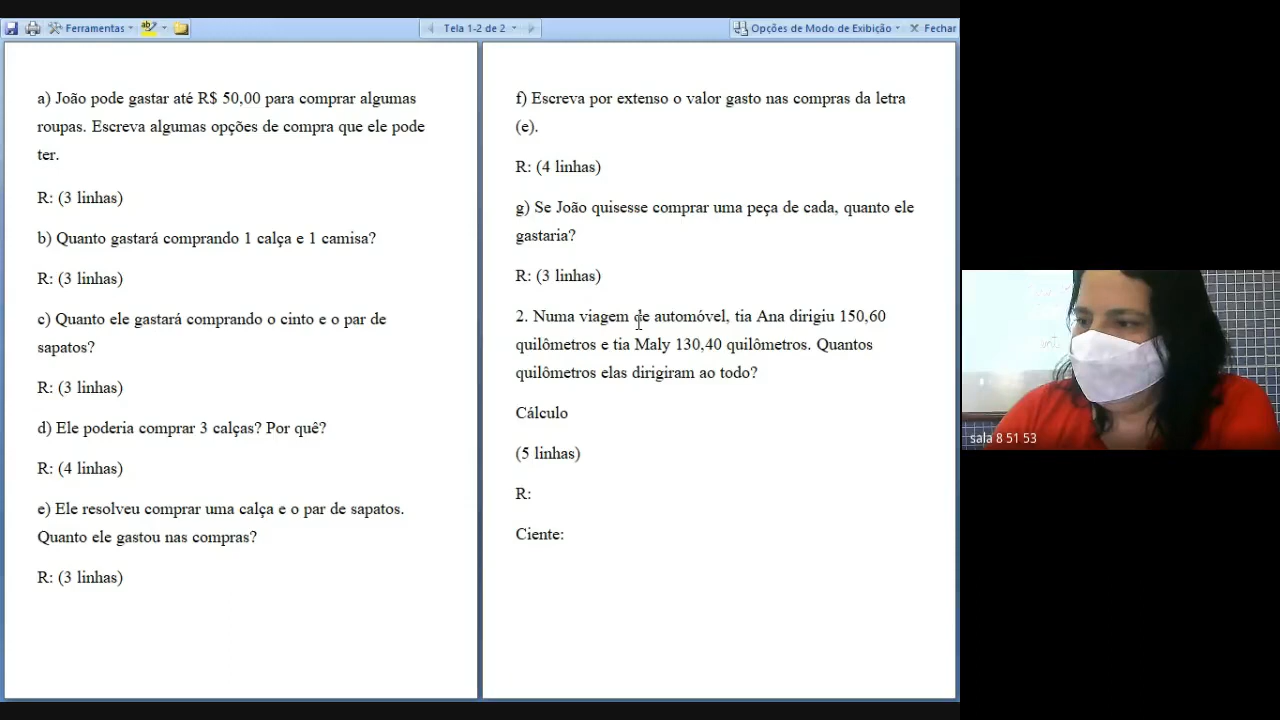 Ferramentas
Tela 1-2 de 2
Opções de Modo de Exibição
Fechar
a) João pode gastar até R$ 50,00 para comprar algumas
roupas. Escreva algumas opções de compra que ele pode
ter.
R: (3 linhas)
b) Quanto gastará comprando 1 calça e 1 camisa?
R: (3 linhas)
c) Quanto ele gastará comprando o cinto e o par de
sapatos?
R: (3 linhas)
d) Ele poderia comprar 3 calças? Por quê?
R: (4 linhas)
e) Ele resolveu comprar uma calça e o par de sapatos.
Quanto ele gastou nas compras?
R: (3 linhas)
f) Escreva por extenso o valor gasto nas compras da letra
(e).
R: (4 linhas)
g) Se João quisesse comprar uma peça de cada, quanto ele
gastaria?
R: (3 linhas)
2. Numa viagem de automóvel, tia Ana dirigiu 150,60
quilômetros e tia Maly 130,40 quilômetros. Quantos
quilômetros elas dirigiram ao todo?
Cálculo
(5 linhas)
R:
Ciente:
sala 8 51 53